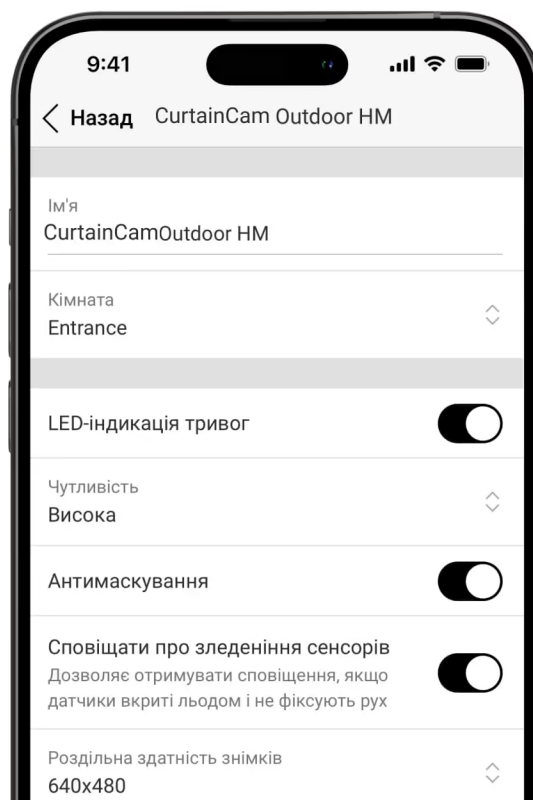 9:41
Назад CurtainCam Outdoor HM
Ім'я
CurtainCamOutdoor HM
Кімната
Entrance
LED-індикація тривог
Чутливість
Висока
Антимаскування
Сповіщати про зледеніння сенсорів
Дозволяє отримувати сповіщення, якщо
датчики вкриті льодом і не фіксують рух
Роздільна здатність знімків
640x480